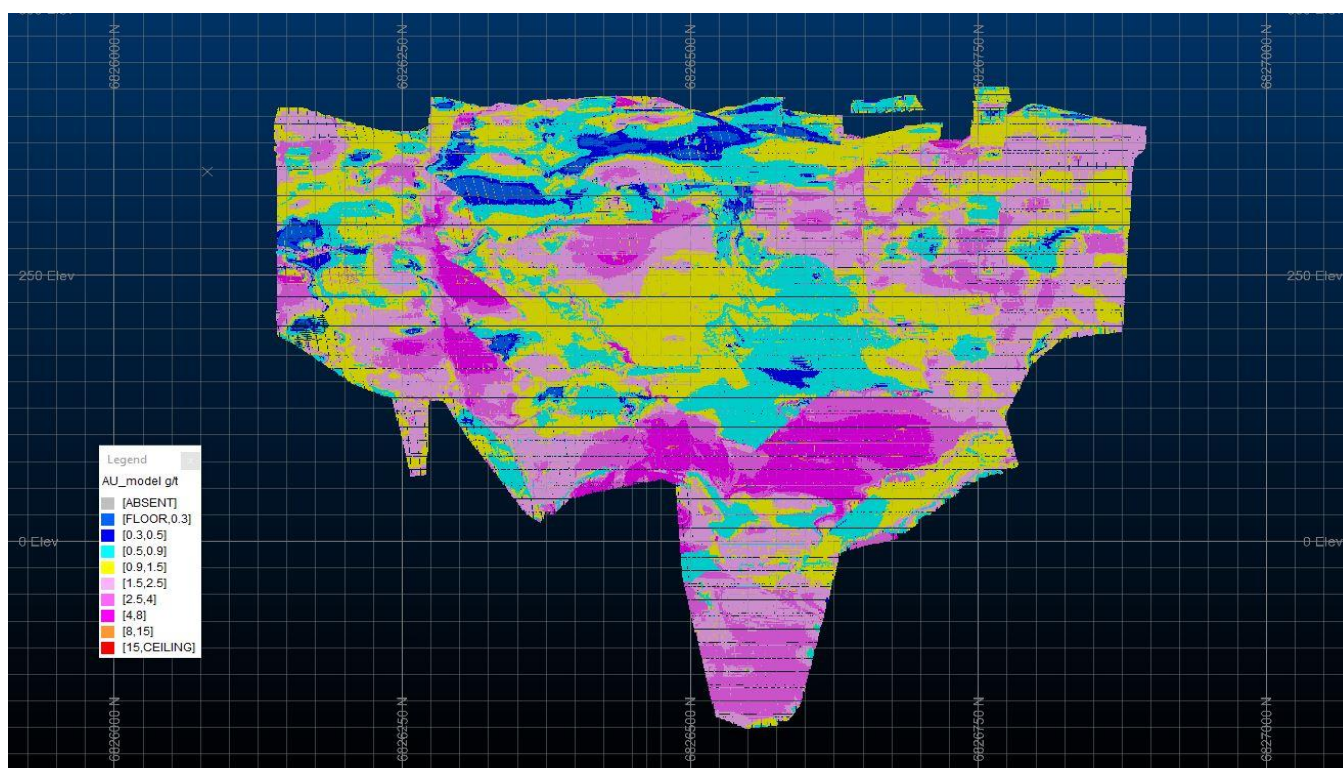 6826000 N
6826250 N
6826500 N
6826750 N
6827000 N
250 Elev
250 Elev
Legend
AU_model g/t
[ABSENT]
[FLOOR,0.3]
[0.3,0.5]
[0.5,0.9]
[0.9,1.5]
[1.5,2.5]
[2.5,4]
[4,8]
[8,15]
[15,CEILING]
0 Elev
0 Elev
6826000 N
6826250 N
6826500 N
6826750 N
6827000 N